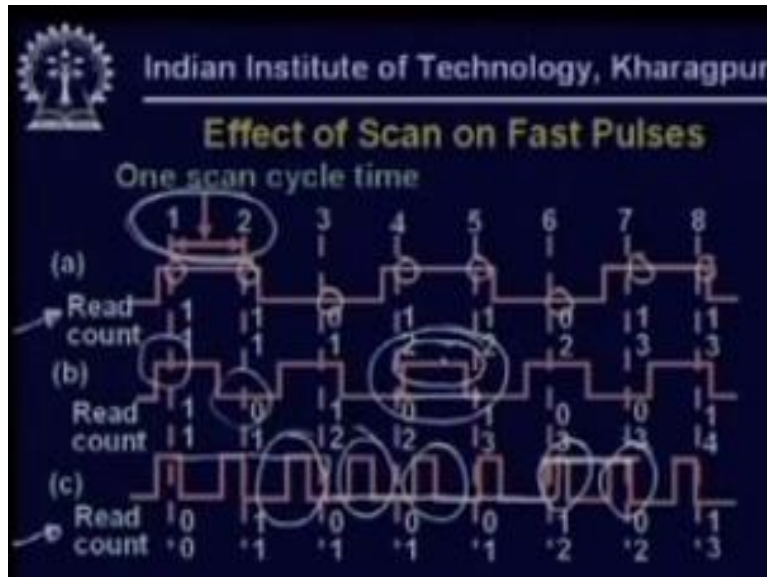 Indian Institute of Technology, Kharagpur
Effect of Scan on Fast Pulses
One scan cycle time
1 2 3 4 5 6 7 8
(a)
Read 1 1 0 1 1 0 1 1
count 1 1 1 2 2 2 3 3
(b)
Read 1 0 1 0 1 0 0 1
count 1 1 2 2 3 3 3 4
(c)
Read 0 1 0 0 0 1 0 1
count 0 1 1 1 1 2 2 3